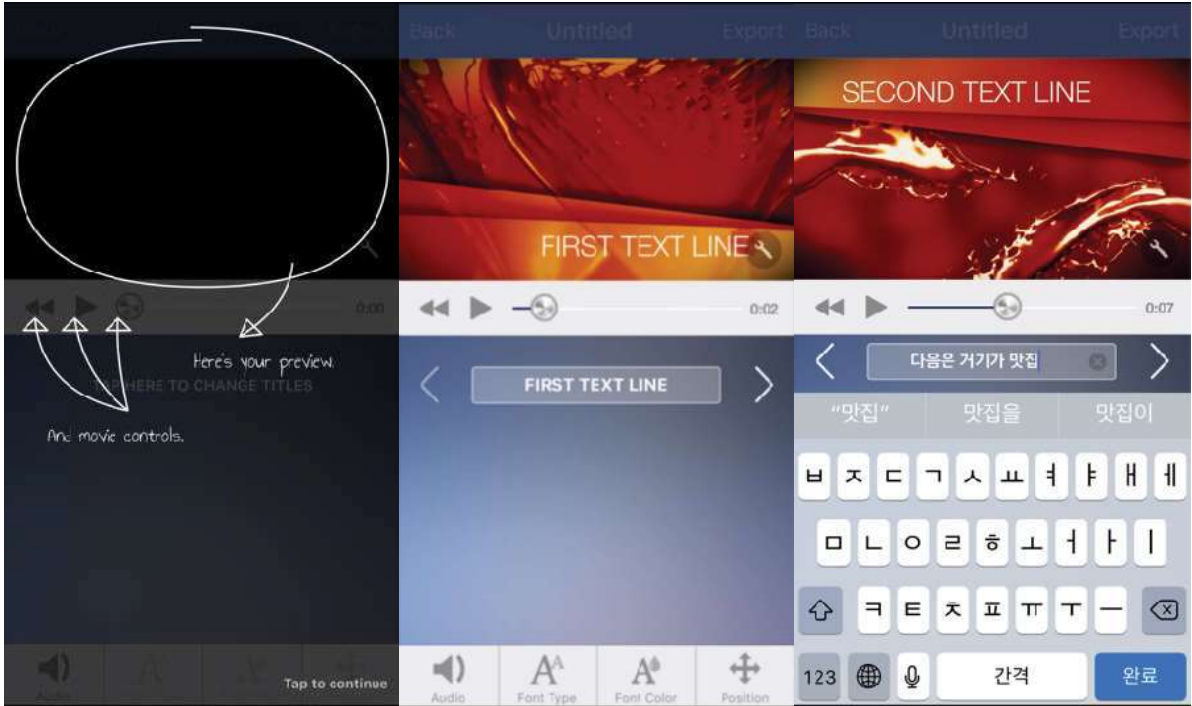 0:00
Here's your preview.
TAP HERE TO CHANGE TITLES
And movie controls.
Audio
Tap to continue
Back Untitled Export
FIRST TEXT LINE
0:02
FIRST TEXT LINE
Audio Font Type Font Color Position
Back Untitled Export
SECOND TEXT LINE
0:07
다음은 거기가 맛집
“맛집” 맛집을 맛집이
ㅂ ㅈ ㄷ ㄱ ㅅ ㅛ ㅕ ㅑ ㅐ ㅔ
ㅁ ㄴ ㅇ ㄹ ㅎ ㅗ ㅓ ㅏ ㅣ
ㅋ ㅌ ㅊ ㅍ ㅠ ㅜ ㅡ
123 간격 완료